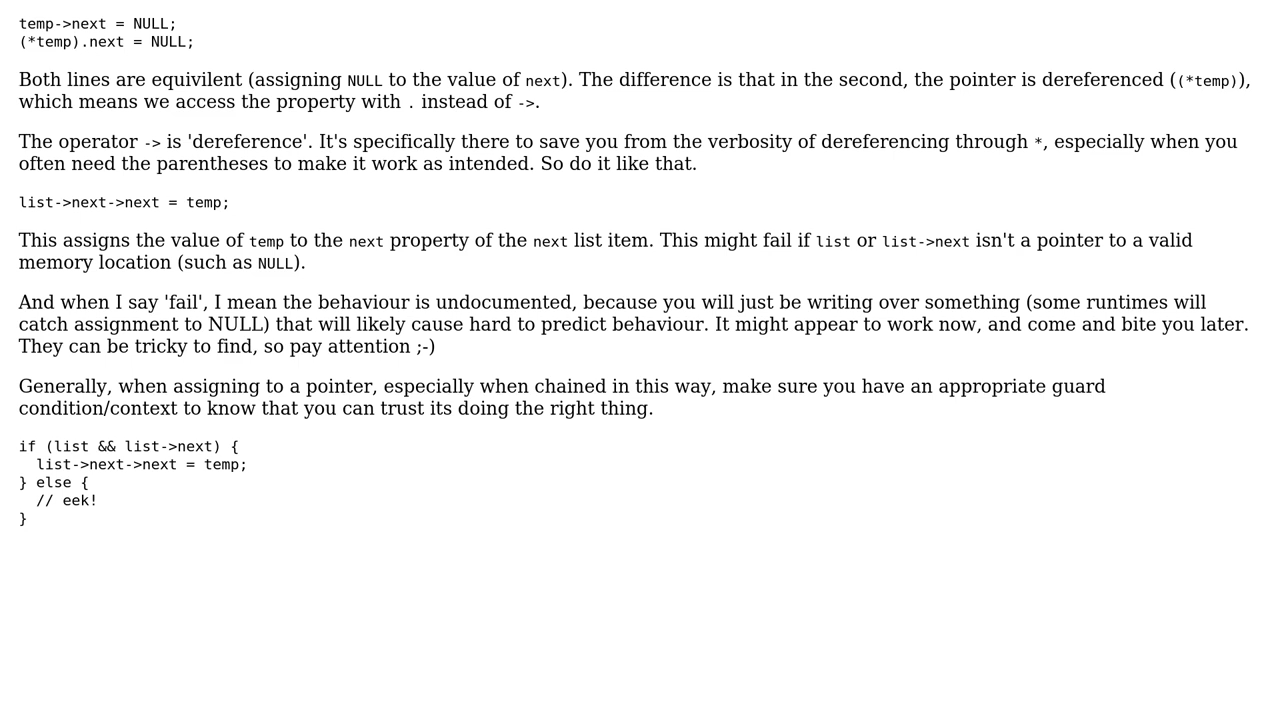 temp->next = NULL;
(*temp).next = NULL;
Both lines are equivilent (assigning NULL to the value of next). The difference is that in the second, the pointer is dereferenced ((*temp)),
which means we access the property with . instead of ->.
The operator -> is 'dereference'. It's specifically there to save you from the verbosity of dereferencing through *, especially when you
often need the parentheses to make it work as intended. So do it like that.
list->next->next = temp;
This assigns the value of temp to the next property of the next list item. This might fail if list or list->next isn't a pointer to a valid
memory location (such as NULL).
And when I say 'fail', I mean the behaviour is undocumented, because you will just be writing over something (some runtimes will
catch assignment to NULL) that will likely cause hard to predict behaviour. It might appear to work now, and come and bite you later.
They can be tricky to find, so pay attention ;-)
Generally, when assigning to a pointer, especially when chained in this way, make sure you have an appropriate guard
condition/context to know that you can trust its doing the right thing.
if (list && list->next) {
  list->next->next = temp;
} else {
  // eek!
}